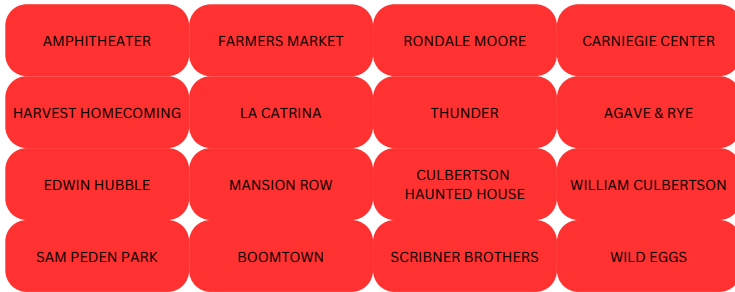 AMPHITHEATER
FARMERS MARKET
RONDALE MOORE
CARNIEGIE CENTER
HARVEST HOMECOMING
LA CATRINA
THUNDER
AGAVE & RYE
EDWIN HUBBLE
MANSION ROW
CULBERTSON
HAUNTED HOUSE
WILLIAM CULBERTSON
SAM PEDEN PARK
BOOMTOWN
SCRIBNER BROTHERS
WILD EGGS